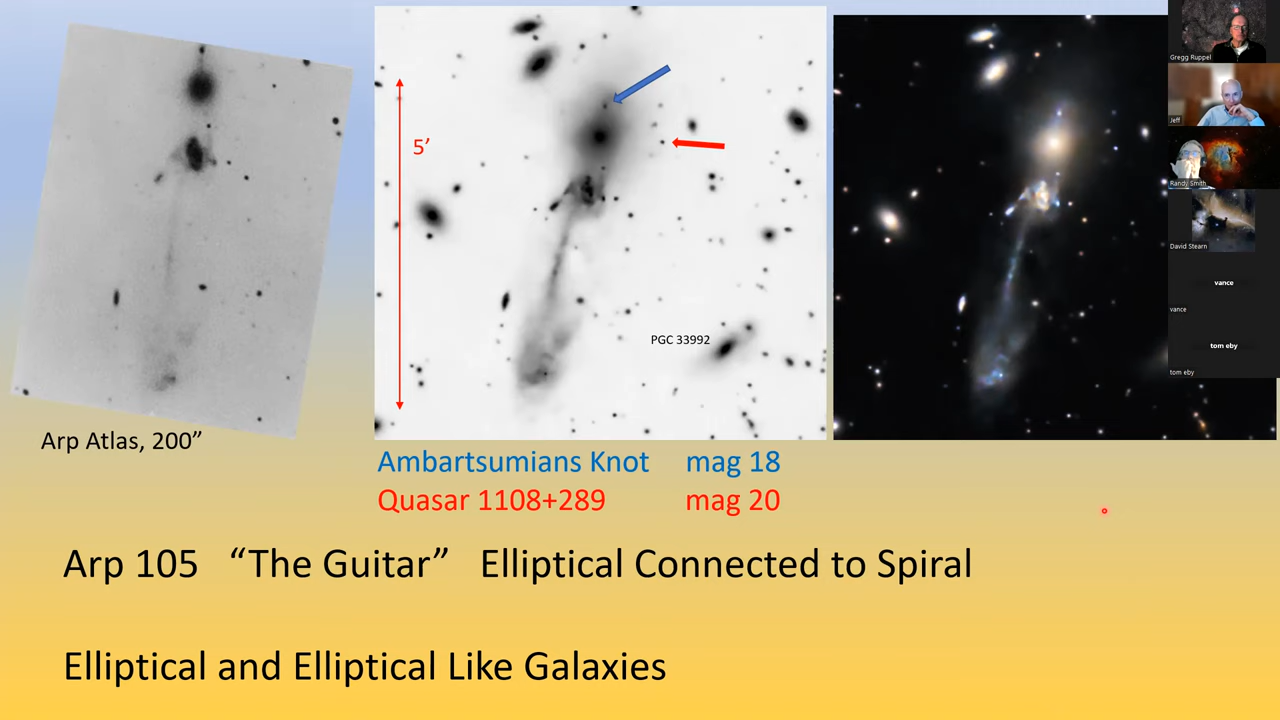 5’
PGC 33992
Arp Atlas, 200”
Ambartsumians Knot mag 18
Quasar 1108+289 mag 20
Arp 105 “The Guitar” Elliptical Connected to Spiral
Elliptical and Elliptical Like Galaxies
Gregg Ruppel
Jeff
Randy Smith
David Stearn
vance
vance
tom eby
tom eby